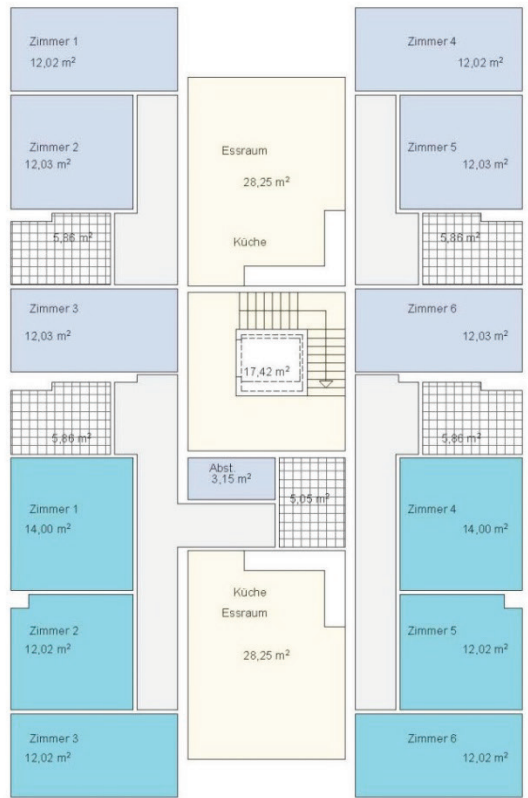 Zimmer 1
12,02 m²
Zimmer 4
12,02 m²
Zimmer 2
12,03 m²
Essraum
28,25 m²
Küche
Zimmer 5
12,03 m²
5,86 m²
5,86 m²
Zimmer 3
12,03 m²
17,42 m²
Zimmer 6
12,03 m²
5,86 m²
5,86 m²
Abst.
3,15 m²
5,05 m²
Zimmer 1
14,00 m²
Zimmer 4
14,00 m²
Zimmer 2
12,02 m²
Küche
Essraum
28,25 m²
Zimmer 5
12,02 m²
Zimmer 3
12,02 m²
Zimmer 6
12,02 m²